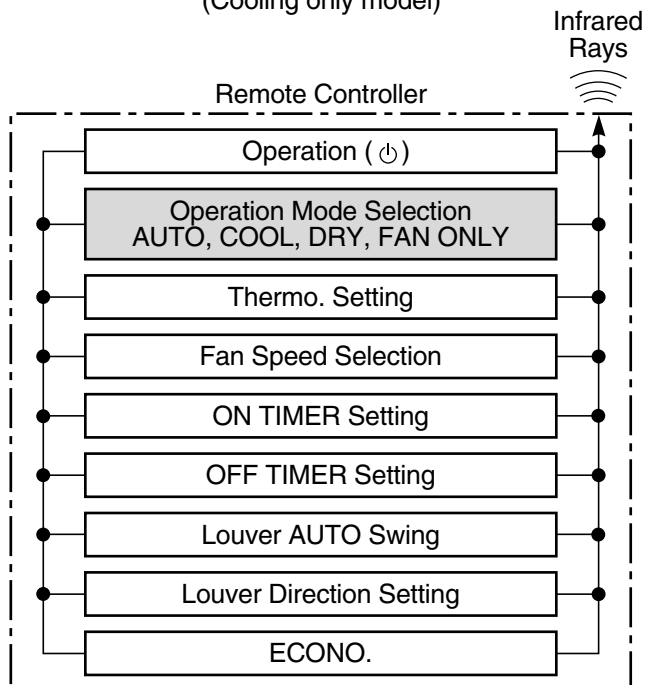 (Cooling only model)
Infrared
Rays
Remote Controller
Operation ( ⏻ )
Operation Mode Selection
AUTO, COOL, DRY, FAN ONLY
Thermo. Setting
Fan Speed Selection
ON TIMER Setting
OFF TIMER Setting
Louver AUTO Swing
Louver Direction Setting
ECONO.